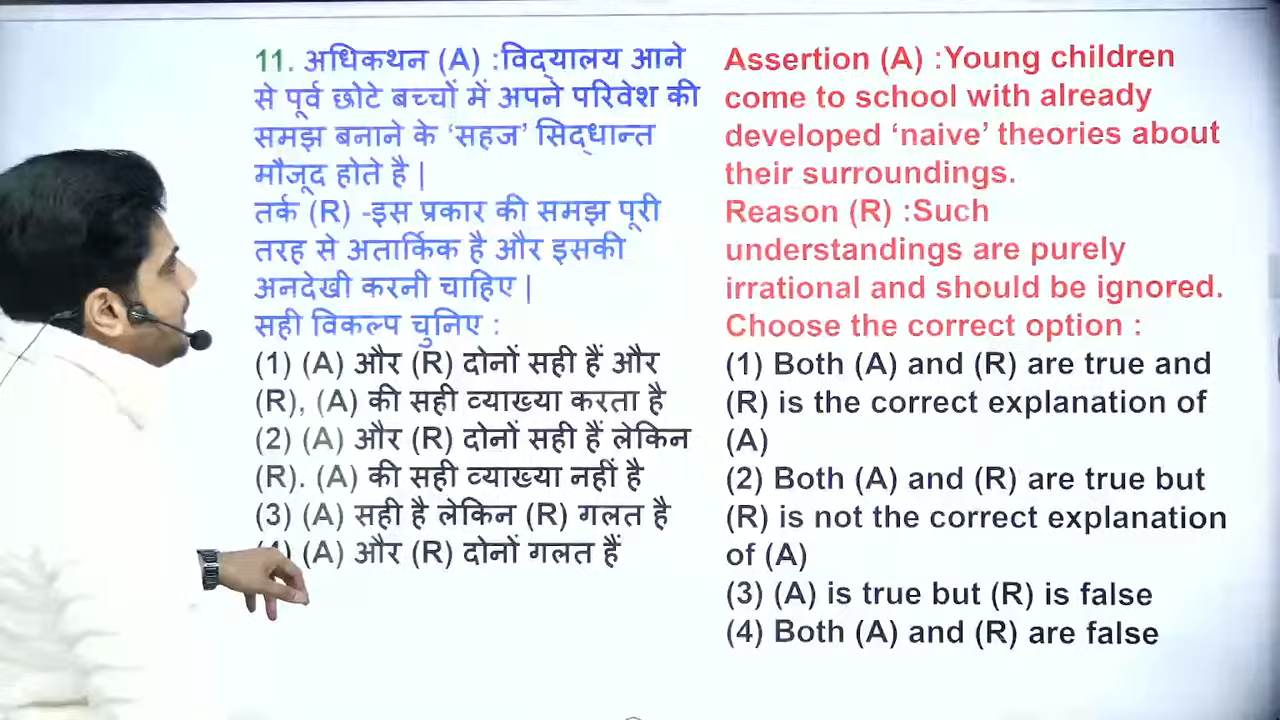 11. अधिकथन (A) :विद्यालय आने
से पूर्व छोटे बच्चों में अपने परिवेश की
समझ बनाने के ‘सहज’ सिद्धान्त
मौजूद होते है |
तर्क (R) -इस प्रकार की समझ पूरी
तरह से अतार्किक है और इसकी
अनदेखी करनी चाहिए |
सही विकल्प चुनिए :
(1) (A) और (R) दोनों सही हैं और
(R), (A) की सही व्याख्या करता है
(2) (A) और (R) दोनों सही हैं लेकिन
(R). (A) की सही व्याख्या नहीं है
(3) (A) सही है लेकिन (R) गलत है
(4) (A) और (R) दोनों गलत हैं
Assertion (A) :Young children
come to school with already
developed ‘naive’ theories about
their surroundings.
Reason (R) :Such
understandings are purely
irrational and should be ignored.
Choose the correct option :
(1) Both (A) and (R) are true and
(R) is the correct explanation of
(A)
(2) Both (A) and (R) are true but
(R) is not the correct explanation
of (A)
(3) (A) is true but (R) is false
(4) Both (A) and (R) are false